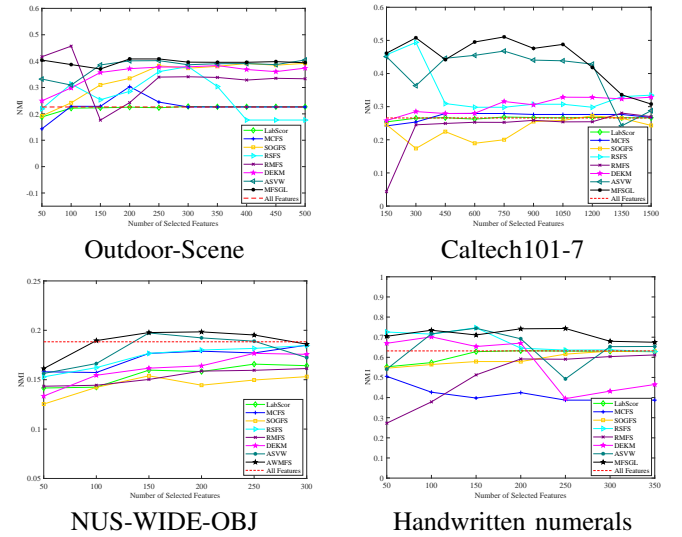 0.6
0.5
0.4
0.3
0.2
0.1
0
-0.1
NMI
50 100 150 200 250 300 350 400 450 500
Number of Selected Features
LabScor
MCFS
SOGFS
RSFS
RMFS
DEKM
ASVW
MFSGL
All Features
Outdoor-Scene
0.6
0.5
0.4
0.3
0.2
0.1
0
NMI
150 300 450 600 750 900 1050 1200 1350 1500
Number of Selected Features
LabScor
MCFS
SOGFS
RSFS
RMFS
DEKM
ASVW
MFSGL
All Features
Caltech101-7
0.25
0.2
0.15
0.1
0.05
NMI
50 100 150 200 250 300
Number of Selected Features
LabScor
MCFS
SOGFS
RSFS
RMFS
DEKM
ASVW
AWMFS
All Features
NUS-WIDE-OBJ
1
0.9
0.8
0.7
0.6
0.5
0.4
0.3
0.2
0.1
0
NMI
50 100 150 200 250 300 350
Number of Selected Features
LabScor
MCFS
SOGFS
RSFS
RMFS
DEKM
ASVW
MFSGL
All Features
Handwritten numerals